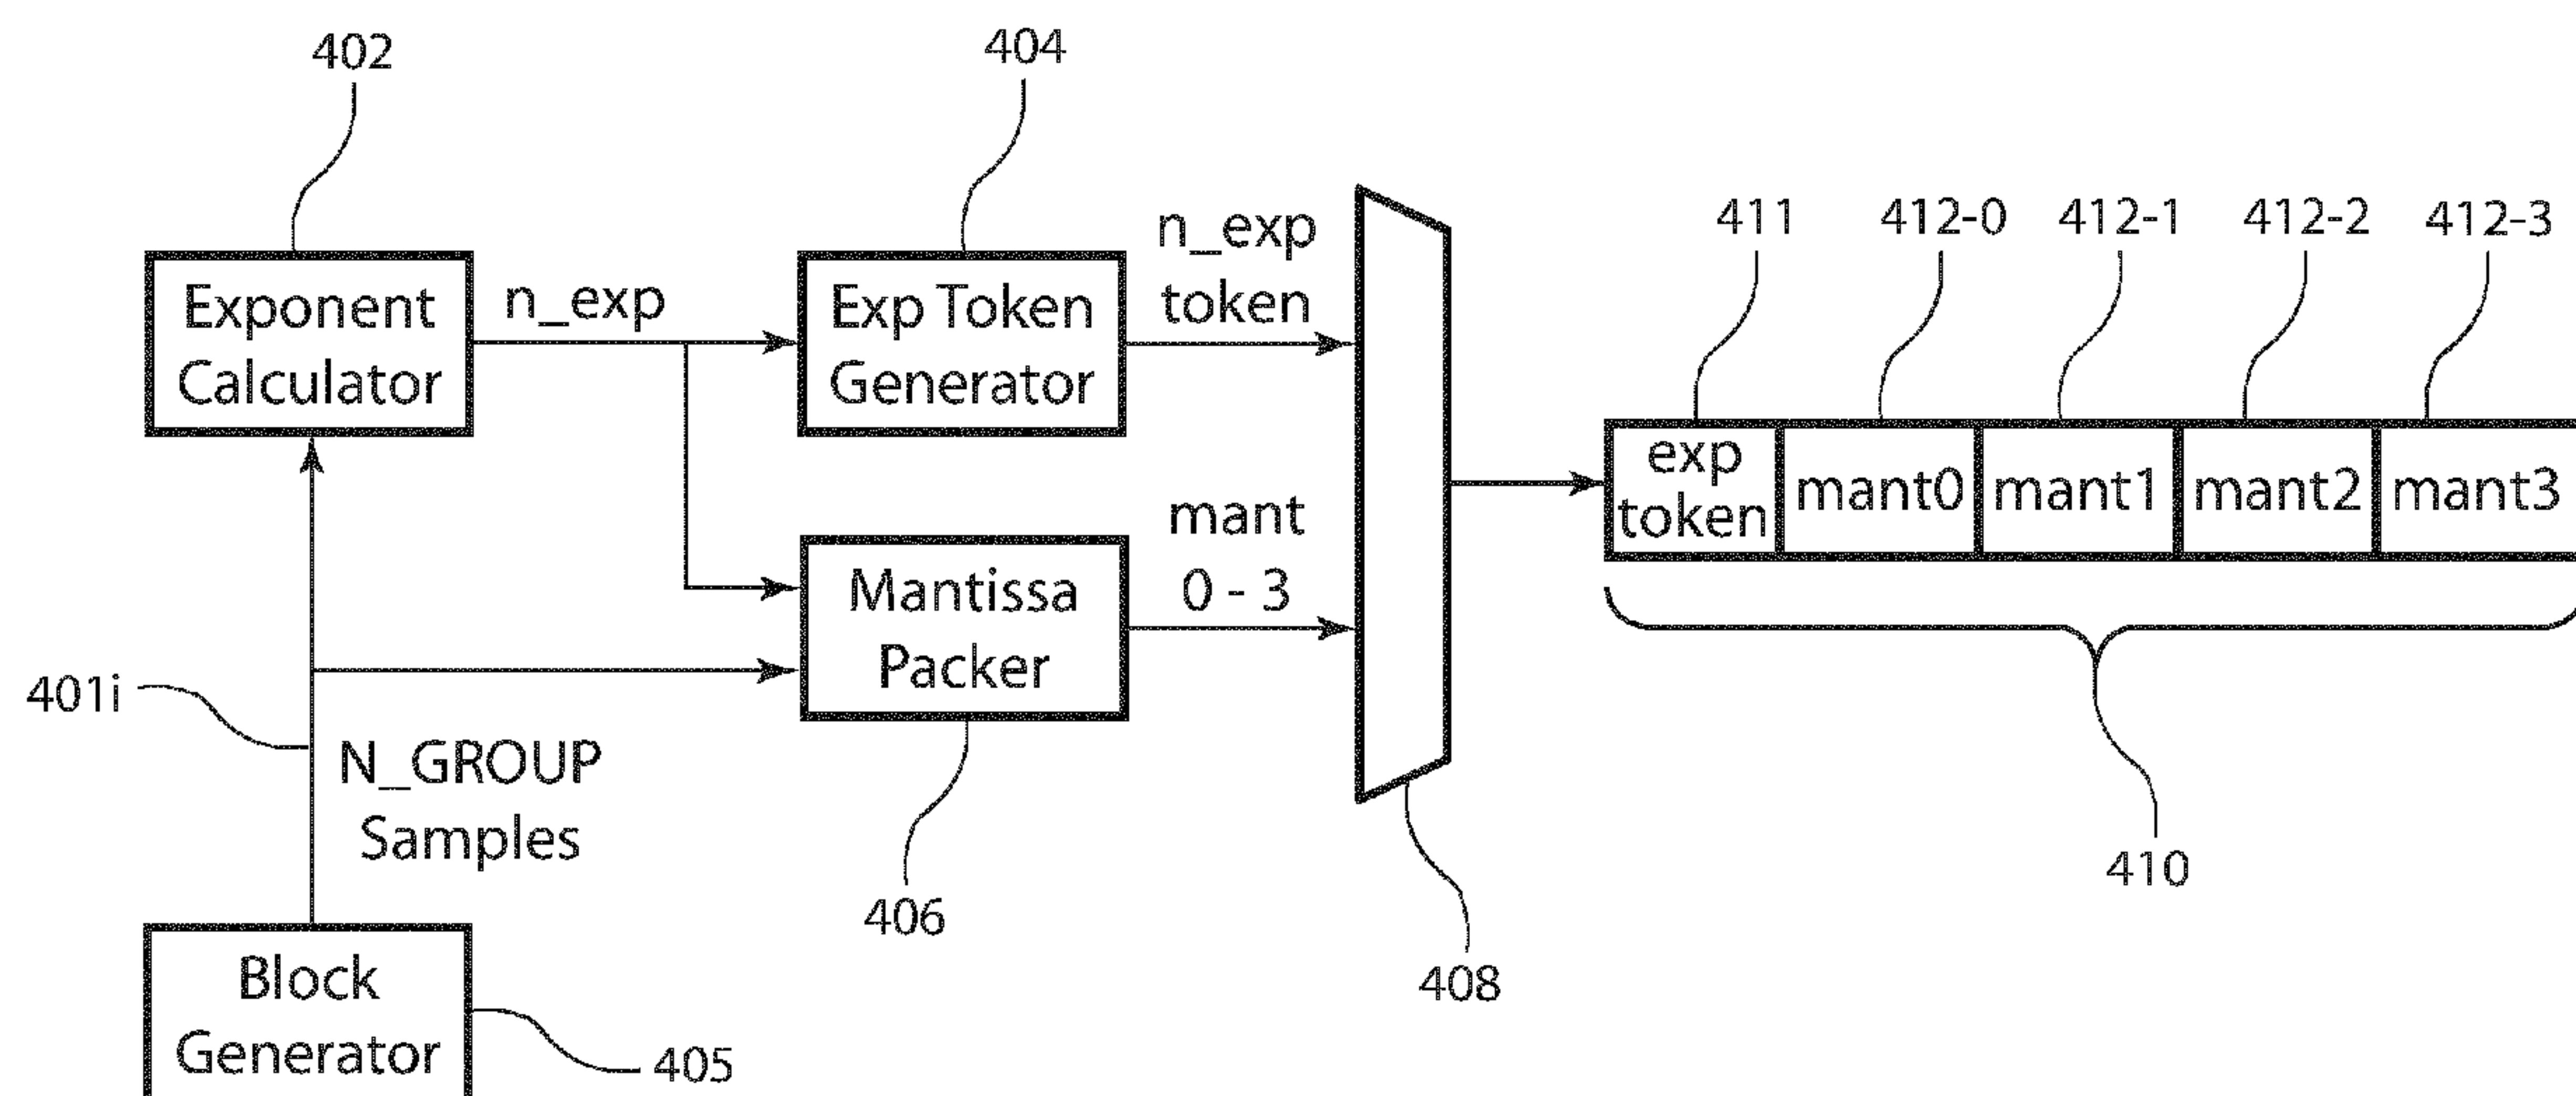 402
404
411
412-0
412-1
412-2
412-3
Exponent
Calculator
n_exp
Exp Token
Generator
n_exp
token
exp
token
mant0
mant1
mant2
mant3
Mantissa
Packer
mant
0 - 3
401i
N_GROUP
Samples
406
408
410
Block
Generator
405